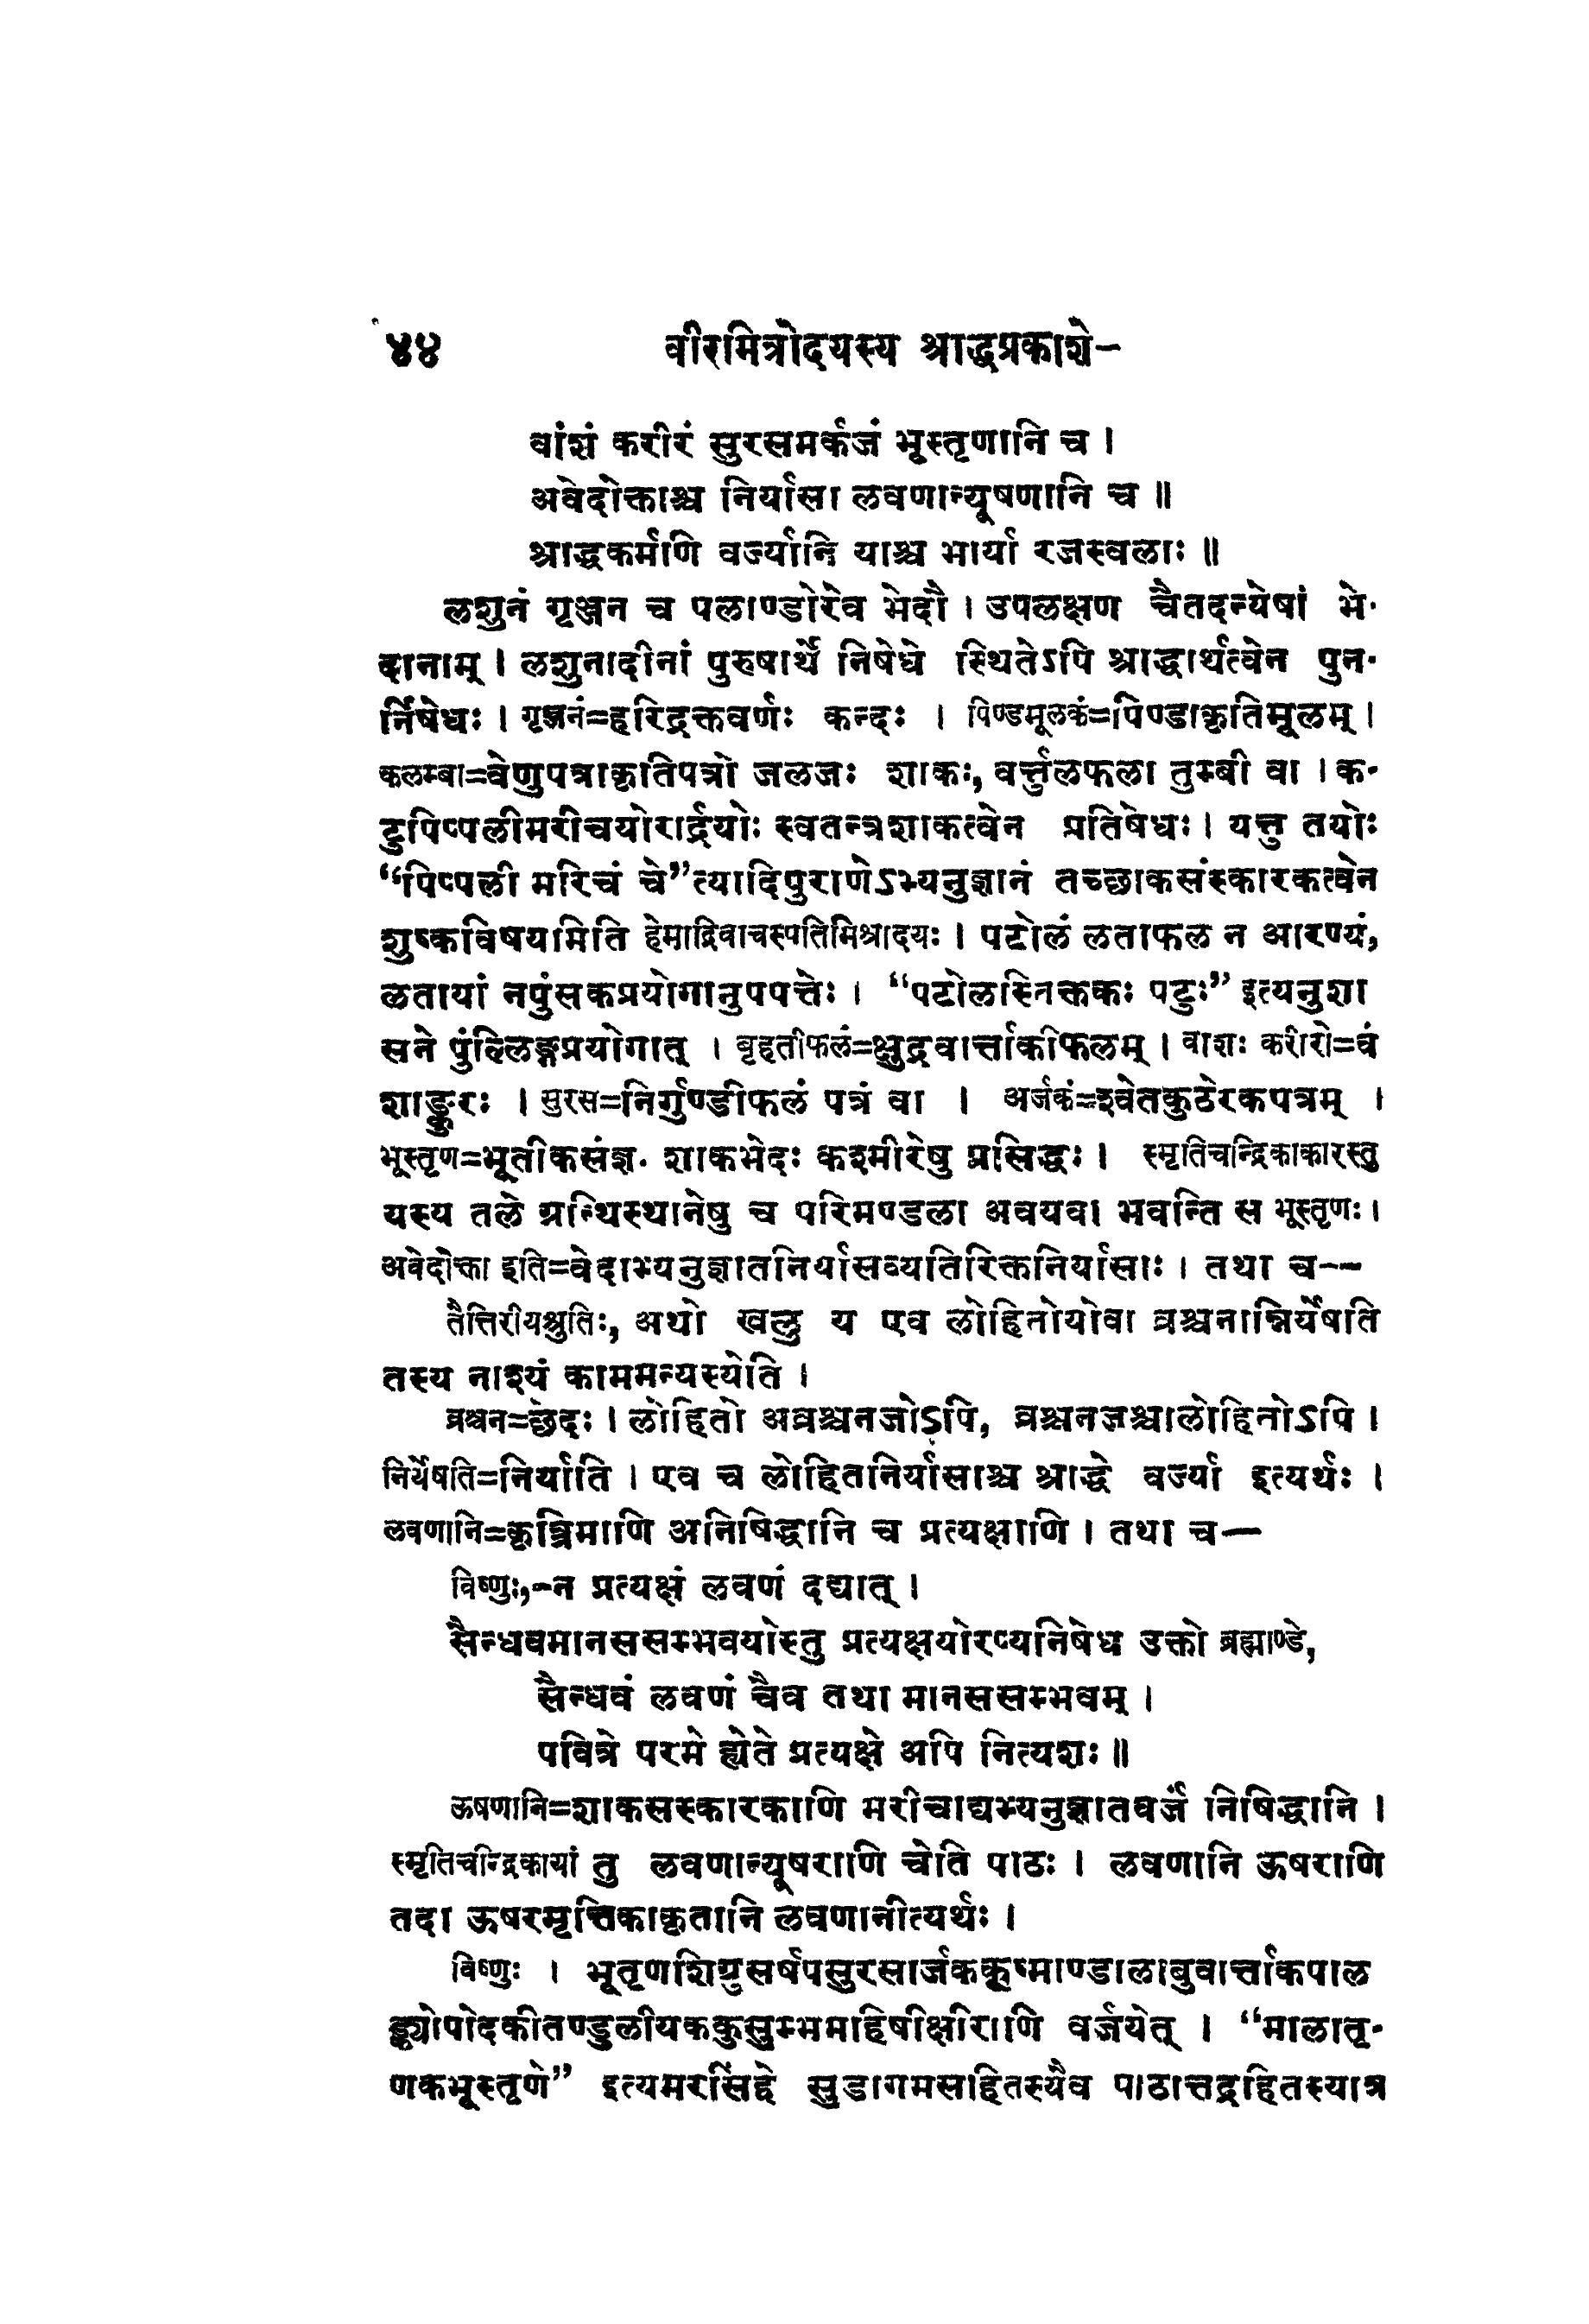 ४४ वीरमित्रोदयस्य श्राद्धप्रकाशे-
वांशं करीरं सुरसमर्कजं भूस्तृणानि च ।
अवेदोक्ताश्च निर्यासा लवणान्यूषणानि च ॥
श्राद्धकर्माणि वर्ज्यानि याश्च भार्या रजस्वलाः ॥
लशुनं गृञ्जन च पलाण्डोरेव भेदौ । उपलक्षण चैतदन्येषां भे-
दानाम् । लशुनादीनां पुरुषार्थे निषेधे स्थितेऽपि श्राद्धार्थत्वेन पुन-
र्निषेधः । गृञ्जनं=हरिद्रक्तवर्णः कन्दः । पिण्डमूलकं=पिण्डाकृतिमूलम् ।
कलम्बा=वेणुपत्राकृतिपत्रो जलजः शाकः, वर्त्तुलफला तुम्बी वा । क-
टुपिप्पलीमरीचयोरार्द्रयोः स्वतन्त्रशाकत्वेन प्रतिषेधः । यत्तु तयोः
“पिप्पली मरिचं चे”त्यादिपुराणेऽभ्यनुज्ञानं तच्छाकसंस्कारकत्वेन
शुष्कविषयमिति हेमाद्रिवाचस्पतिमिश्रादयः । पटोलं लताफल न आरण्यं,
लतायां नपुंसकप्रयोगानुपपत्तेः । “पटोलस्तिक्तकः पटुः” इत्यनुशा
सने पुंल्लिङ्गप्रयोगात् । बृहतीफलं=क्षुद्रवार्त्ताकीफलम् । वाशः करीरो=वं
शाङ्कुरः । सुरस=निर्गुण्डीफलं पत्रं वा । अर्जकं=श्वेतकुठेरकपत्रम् ।
भूस्तृण=भूतीकसंज्ञ. शाकभेदः कश्मीरेषु प्रसिद्धः । स्मृतिचन्द्रिकाकारस्तु
यस्य तले ग्रन्थिस्थानेषु च परिमण्डला अवयवा भवन्ति स भूस्तृणः ।
अवेदोक्ता इति=वेदाभ्यनुज्ञातनिर्यासव्यतिरिक्तनिर्यासाः । तथा च--
तैत्तिरीयश्रुतिः, अथो खलु य एव लोहितोयोवा व्रश्चनान्निर्येषति
तस्य नाश्यं काममन्यस्येति ।
व्रश्चन=छेदः । लोहितो अव्रश्चनजोऽपि, व्रश्चनजश्चालोहितोऽपि ।
निर्येषति=निर्याति । एव च लोहितनिर्यासाश्च श्राद्धे वर्ज्या इत्यर्थः ।
लवणानि=कृत्रिमाणि अनिषिद्धानि च प्रत्यक्षाणि । तथा च—
विष्णुः,-न प्रत्यक्षं लवणं दद्यात् ।
सैन्धवमानससम्भवयोस्तु प्रत्यक्षयोरप्यनिषेध उक्तो ब्रह्माण्डे,
सैन्धवं लवणं चैव तथा मानससम्भवम् ।
पवित्रे परमे ह्येते प्रत्यक्षे अपि नित्यशः ॥
ऊषणानि=शाकसस्कारकाणि मरीचाद्यभ्यनुज्ञातवर्जं निषिद्धानि ।
स्मृतिचन्द्रिकायां तु लवणान्यूषराणि चेति पाठः । लवणानि ऊषराणि
तदा ऊषरमृत्तिकाकृतानि लवणानीत्यर्थः ।
विष्णुः । भूतृणशिग्रुसर्षपसुरसार्जककूष्माण्डालाबुवार्त्ताकपाल
ङ्क्योपोदकीतण्डुलीयककुसुम्भमाहिषीक्षीराणि वर्जयेत् । “मालातृ-
णकभूस्तृणे” इत्यमरसिंहे सुडागमसहितस्यैव पाठात्तद्रहितस्यात्र